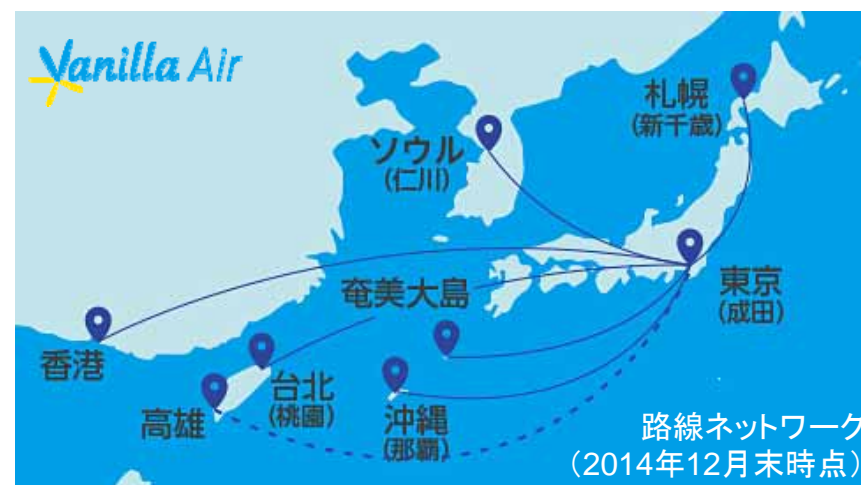 Vanilla Air
札幌
(新千歳)
ソウル
(仁川)
奄美大島
東京
(成田)
香港
台北
(桃園)
高雄
沖縄
(那覇)
路線ネットワーク
（2014年12月末時点）